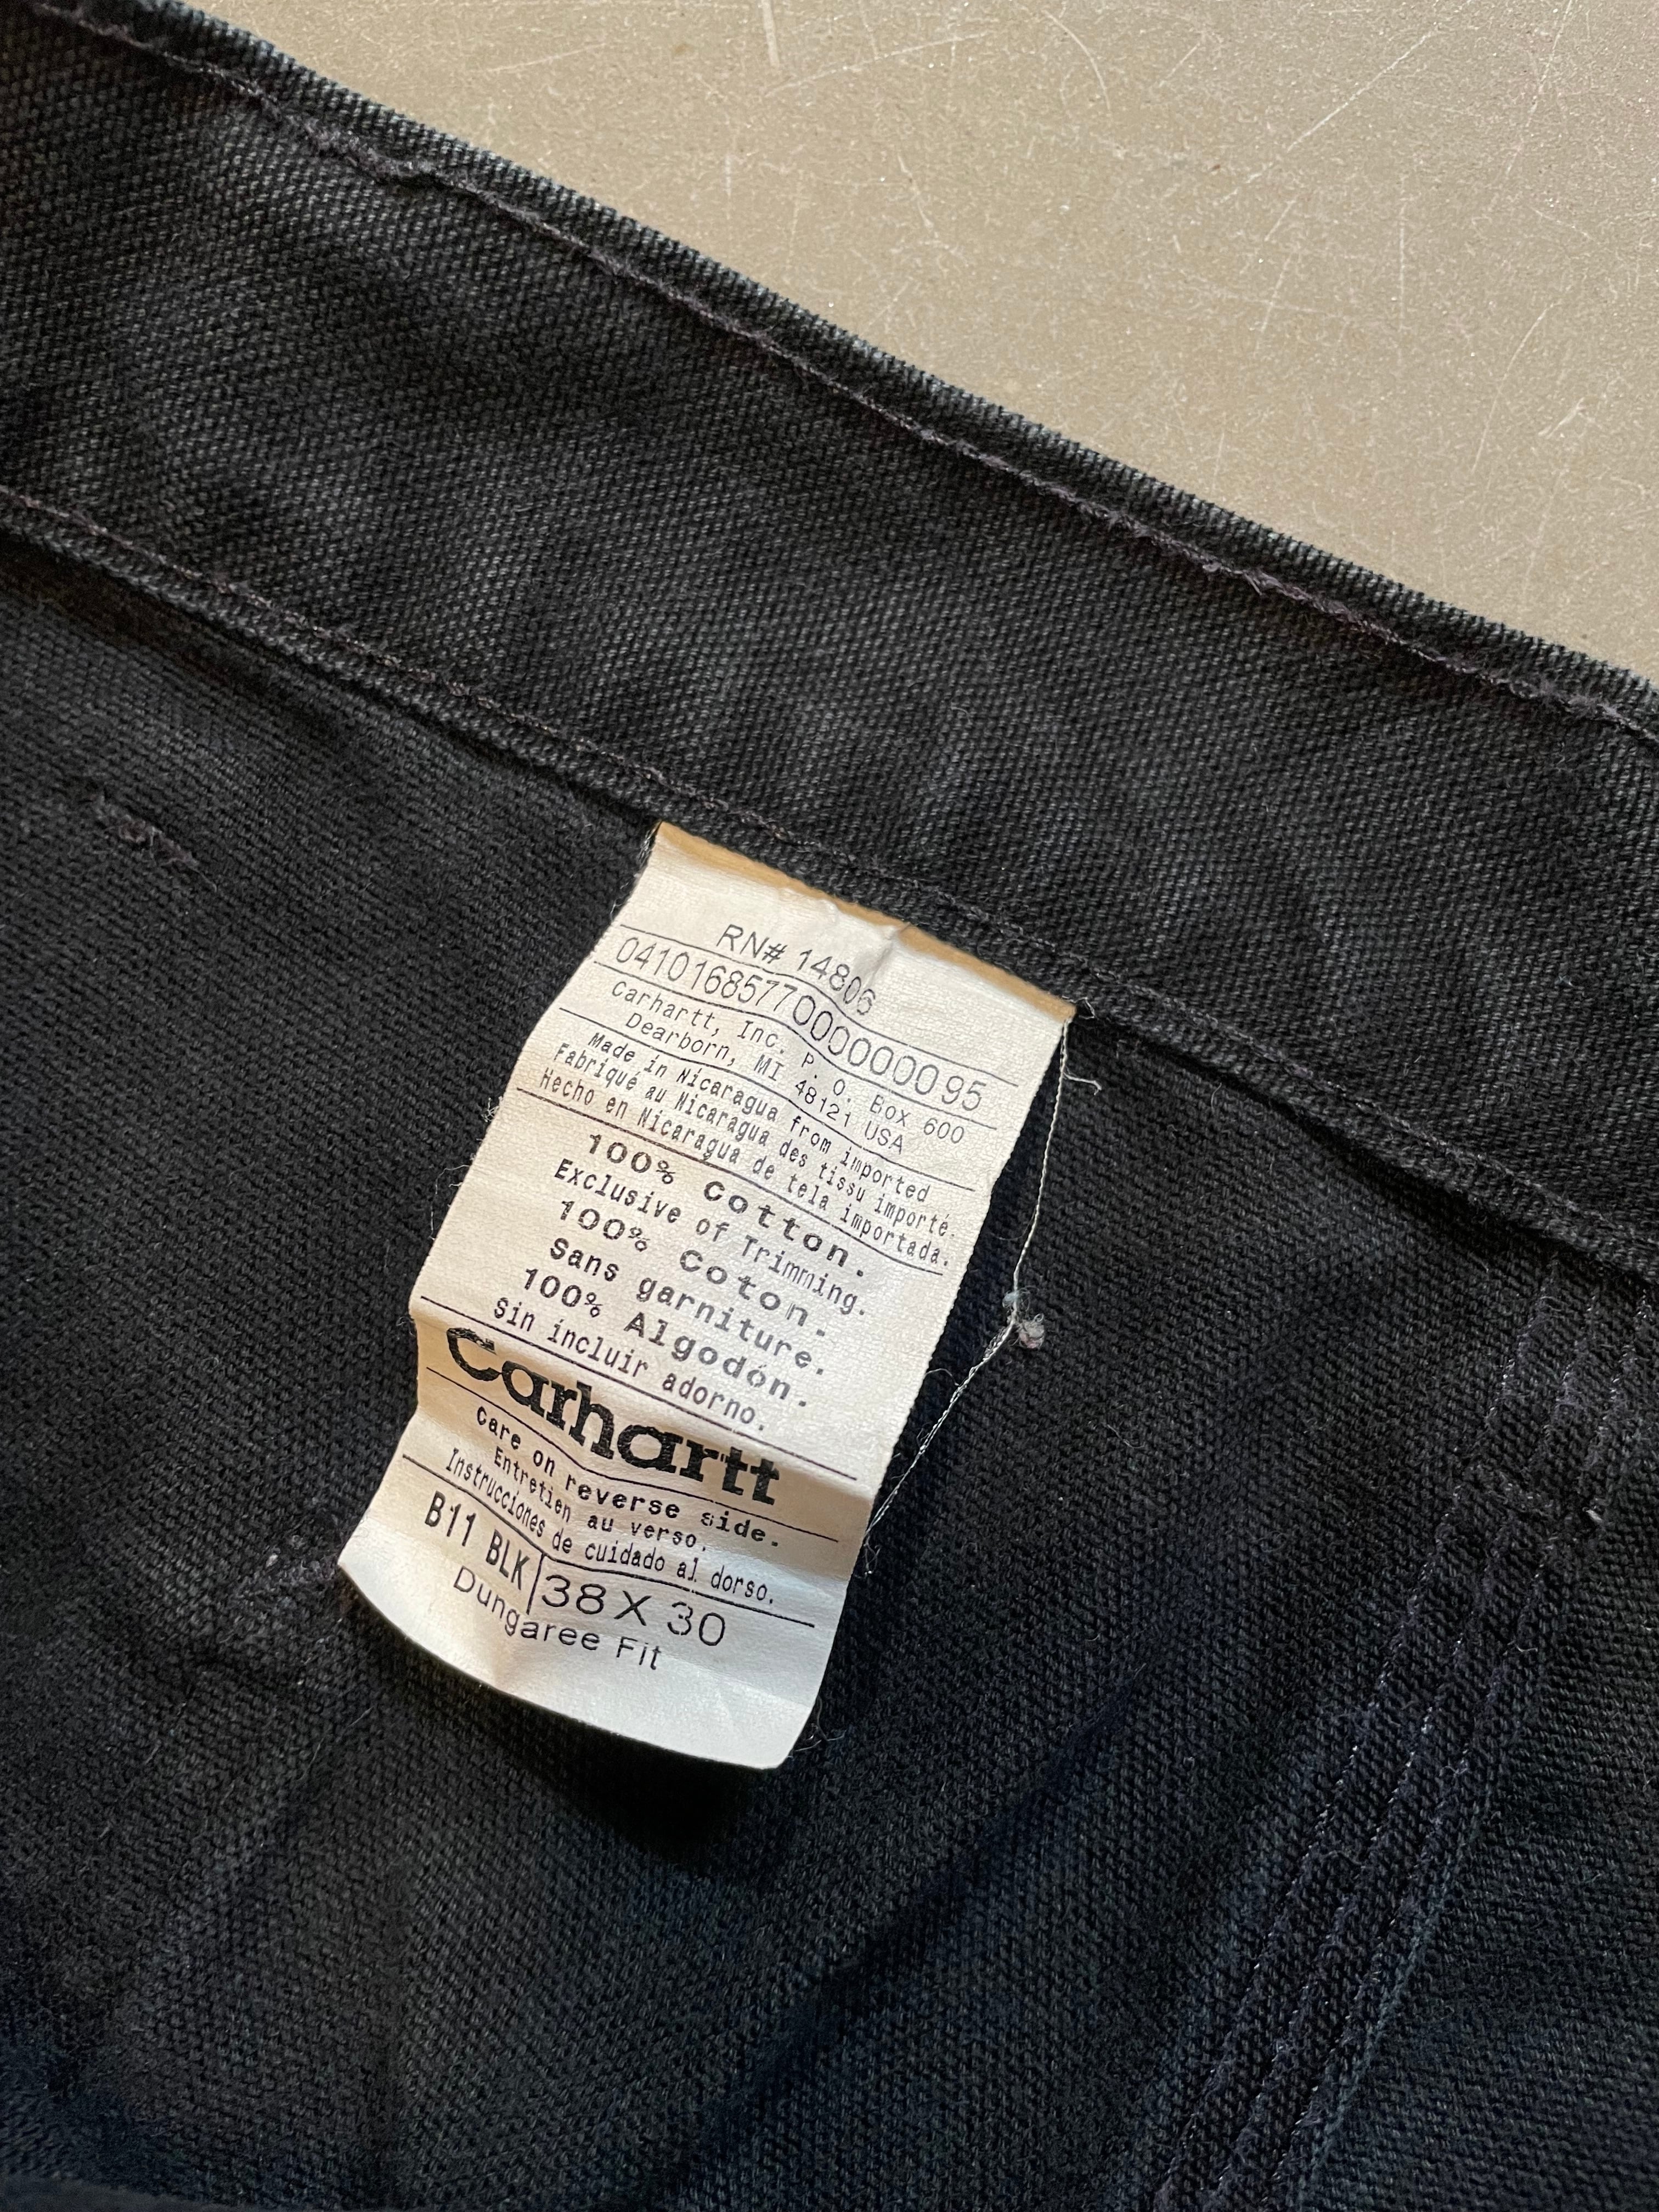 RN# 14806
04101685770000000095
Carhartt, Inc. P. O. Box 600
Dearborn, MI 48121 USA
Made in Nicaragua from imported
Fabriqué au Nicaragua des tissu importé.
Hecho en Nicaragua de tela importada.
100% Cotton.
Exclusive of Trimming.
100% Coton.
Sans garniture.
100% Algodón.
Sin incluir adorno.
Carhartt
Care on reverse side.
Entretien au verso.
Instrucciones de cuidado al dorso.
B11 BLK 38 X 30
Dungaree Fit